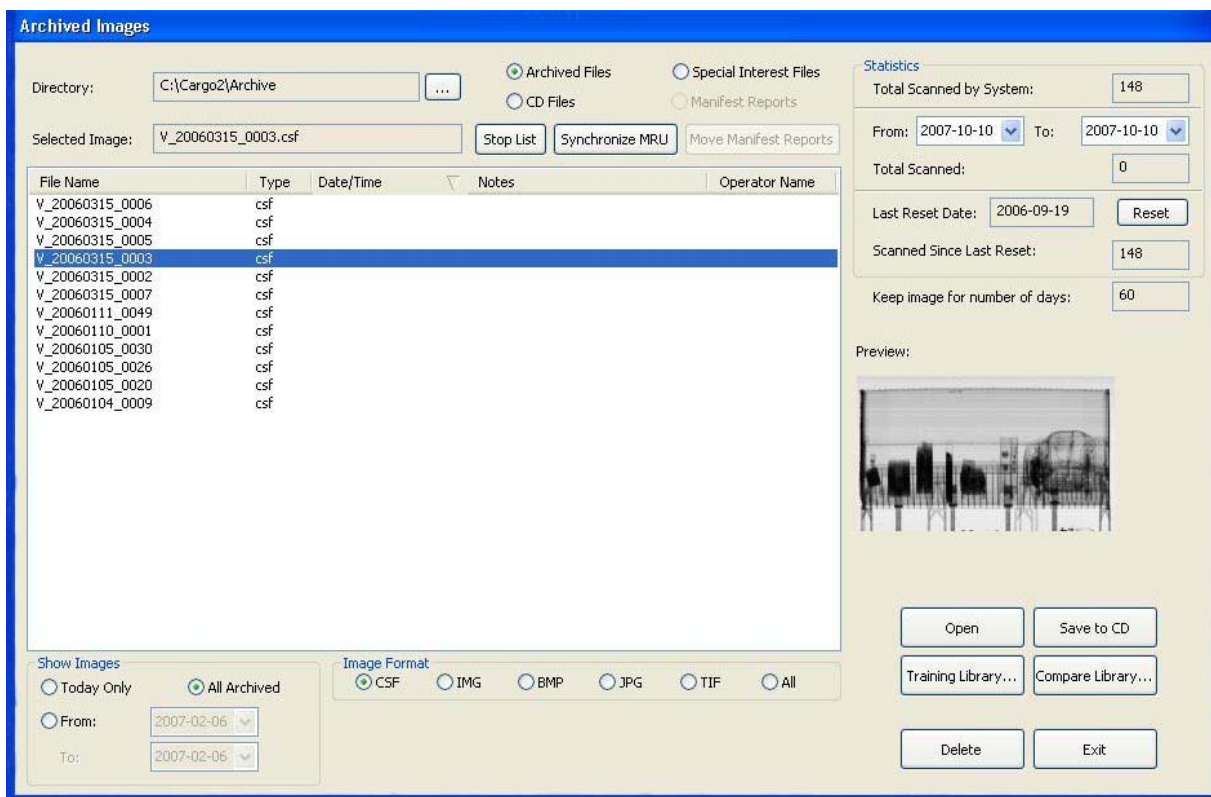 Archived Images
Directory: C:\Cargo2\Archive ...
Archived Files Special Interest Files
CD Files Manifest Reports
Selected Image: V_20060315_0003.csf Stop List Synchronize MRU Move Manifest Reports
File Name Type Date/Time Notes Operator Name
V_20060315_0006 csf
V_20060315_0004 csf
V_20060315_0005 csf
V_20060315_0003 csf
V_20060315_0002 csf
V_20060315_0007 csf
V_20060111_0049 csf
V_20060110_0001 csf
V_20060105_0030 csf
V_20060105_0026 csf
V_20060105_0020 csf
V_20060104_0009 csf
Statistics
Total Scanned by System: 148
From: 2007-10-10 To: 2007-10-10
Total Scanned: 0
Last Reset Date: 2006-09-19 Reset
Scanned Since Last Reset: 148
Keep image for number of days: 60
Preview:
Show Images
Today Only All Archived
From: 2007-02-06
To: 2007-02-06
Image Format
CSF IMG BMP JPG TIF All
Open Save to CD
Training Library... Compare Library...
Delete Exit